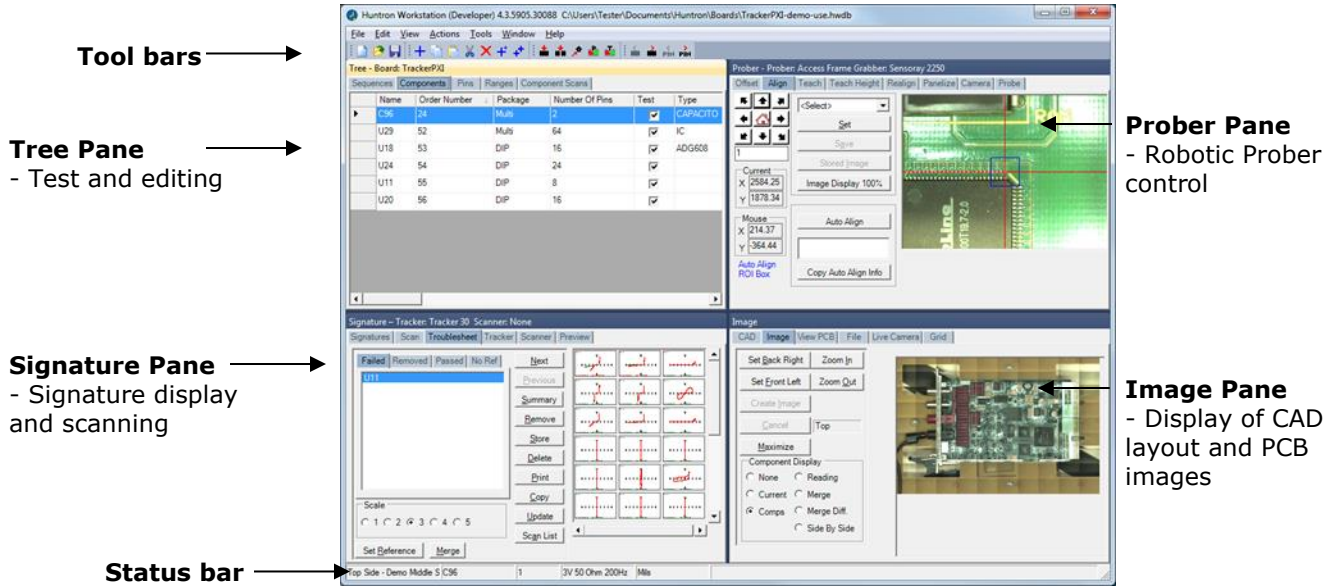 Huntron Workstation (Developer) 4.3.5905.30088 C:\Users\Tester\Documents\Huntron\Boards\TrackerPXI-demo-use.hwdb
File Edit View Actions Tools Window Help
Tool bars
Tree - Board: TrackerPXI
Sequences Components Pins Ranges Component Scans
Name Order Number Package Number Of Pins Test Type
C96 24 Multi 2 CAPACITO
U29 52 Multi 64 IC
U18 53 DIP 16 ADG608
U24 54 DIP 24
U11 55 DIP 8
U20 56 DIP 16
Tree Pane
- Test and editing
Prober - Prober: Access Frame Grabber: Sensoray 2250
Offset Align Teach Teach Height Realign Panelize Camera Probe
<Select>
Set
Save
Stored Image
Image Display 100%
1
Current
X 2584.25
Y 1878.34
Mouse
X 214.37
Y -364.44
Auto Align
ROI Box
Auto Align
Copy Auto Align Info
Prober Pane
- Robotic Prober
control
Signature – Tracker: Tracker 30 Scanner: None
Signatures Scan Troublesheet Tracker Scanner Preview
Failed Removed Passed No Ref
U11
Next
Previous
Summary
Remove
Store
Delete
Print
Copy
Update
Scan List
Scale
1 2 3 4 5
Set Reference Merge
Signature Pane
- Signature display
and scanning
Image
CAD Image View PCB File Live Camera Grid
Set Back Right Zoom In
Set Front Left Zoom Out
Create Image
Cancel Top
Maximize
Component Display
None Reading
Current Merge
Comps Merge Diff.
Side By Side
Image Pane
- Display of CAD
layout and PCB
images
Status bar
Top Side - Demo Middle S C96 1 3V 50 Ohm 200Hz Mils